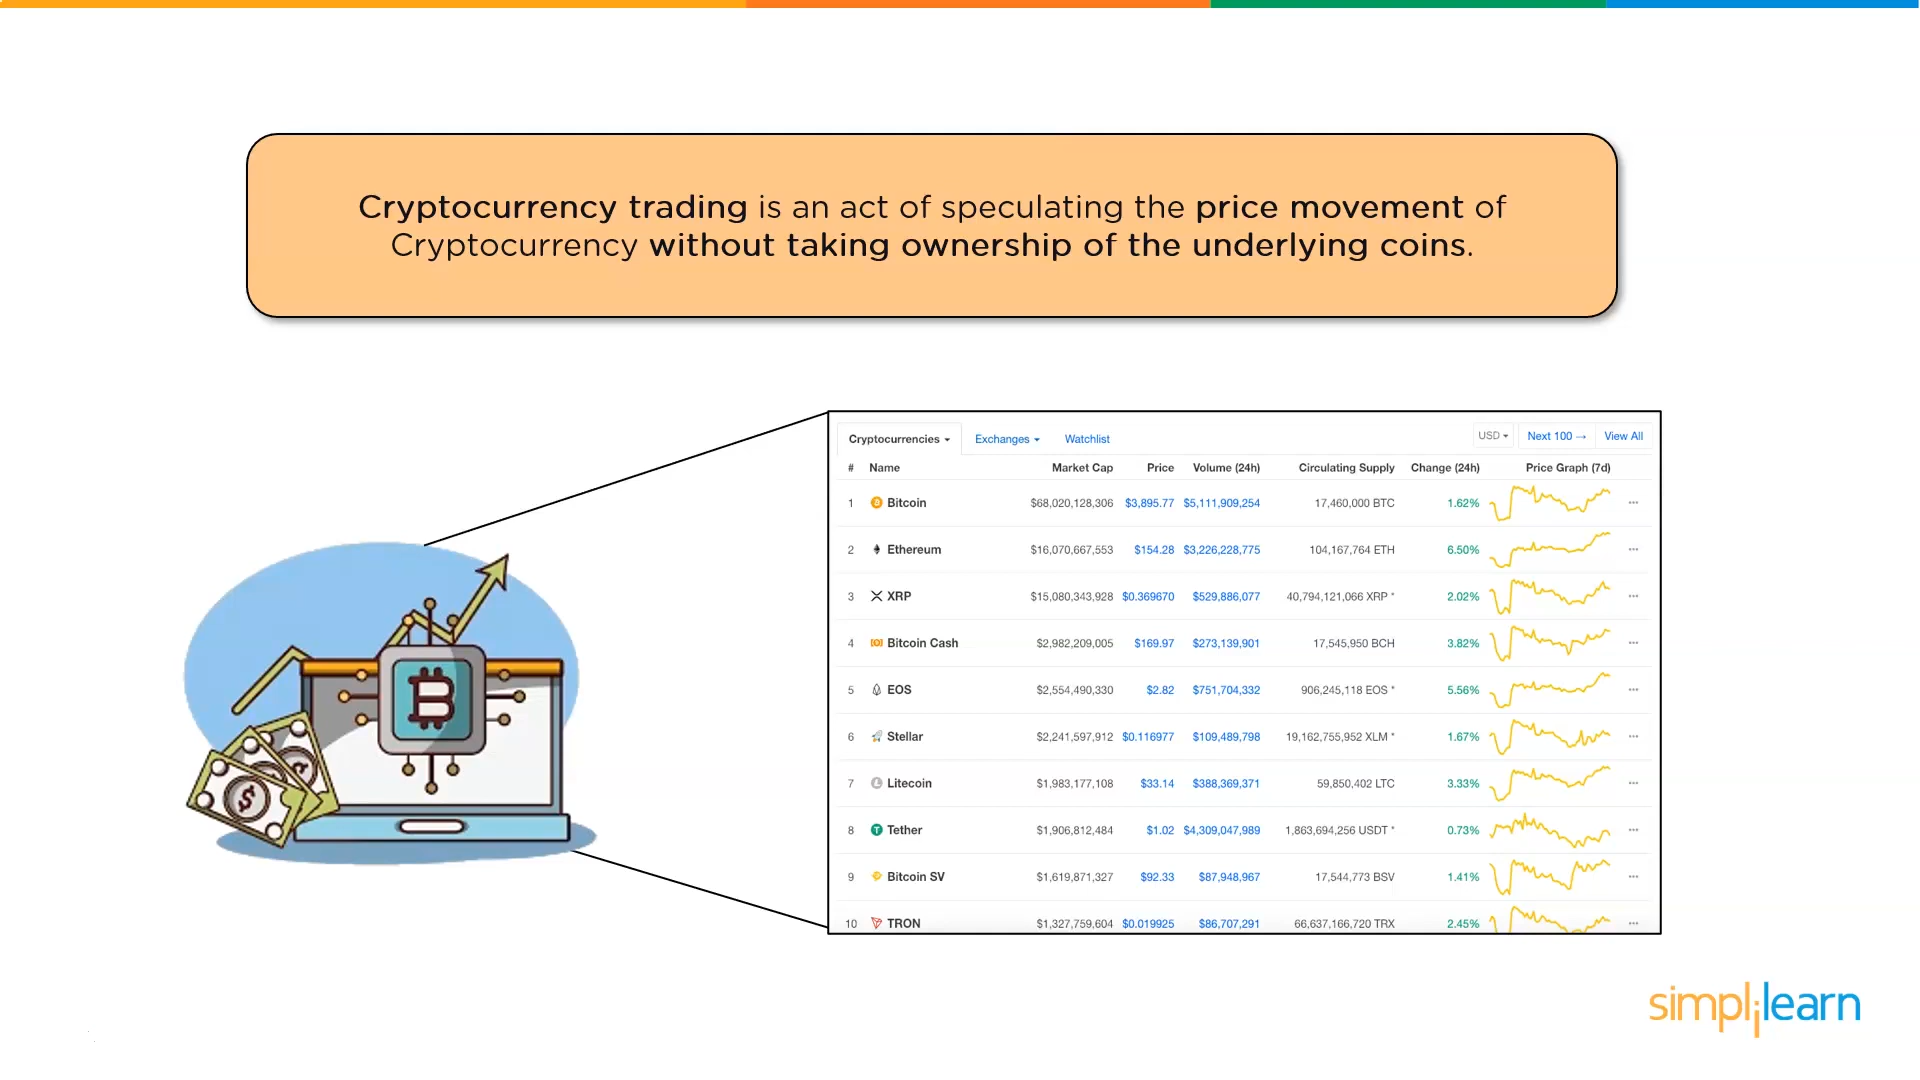 Cryptocurrency trading is an act of speculating the price movement of
Cryptocurrency without taking ownership of the underlying coins.
Cryptocurrencies Exchanges Watchlist USD Next 100 → View All
# Name Market Cap Price Volume (24h) Circulating Supply Change (24h) Price Graph (7d)
1 Bitcoin $68,020,128,306 $3,895.77 $5,111,909,254 17,460,000 BTC 1.62%
2 Ethereum $16,070,667,553 $154.28 $3,226,228,775 104,167,764 ETH 6.50%
3 XRP $15,080,343,928 $0.369670 $529,886,077 40,794,121,066 XRP * 2.02%
4 Bitcoin Cash $2,982,209,005 $169.97 $273,139,901 17,545,950 BCH 3.82%
5 EOS $2,554,490,330 $2.82 $751,704,332 906,245,118 EOS * 5.56%
6 Stellar $2,241,597,912 $0.116977 $109,489,798 19,162,755,952 XLM * 1.67%
7 Litecoin $1,983,177,108 $33.14 $388,369,371 59,850,402 LTC 3.33%
8 Tether $1,906,812,484 $1.02 $4,309,047,989 1,863,694,256 USDT * 0.73%
9 Bitcoin SV $1,619,871,327 $92.33 $87,948,967 17,544,773 BSV 1.41%
10 TRON $1,327,759,604 $0.019925 $86,707,291 66,637,166,720 TRX 2.45%
simplilearn